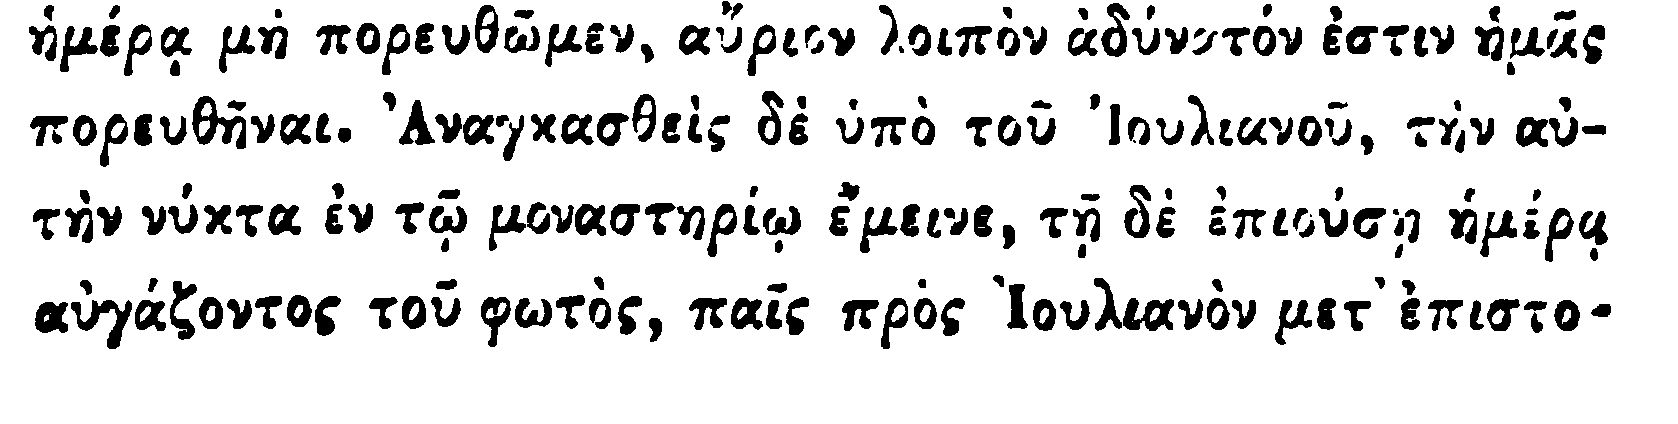 ἡμέρᾳ μὴ πορευθῶμεν, αὔριον λοιπὸν ἀδύνατόν ἐστιν ἡμᾶς
πορευθῆναι. Ἀναγκασθεὶς δὲ ὑπὸ τοῦ Ἰουλιανοῦ, τὴν αὐ-
τὴν νύκτα ἐν τῷ μοναστηρίῳ ἔμεινε, τῇ δὲ ἐπιούσῃ ἡμέρᾳ
αὐγάζοντος τοῦ φωτὸς, παῖς πρὸς Ἰουλιανὸν μετ’ ἐπιστο-